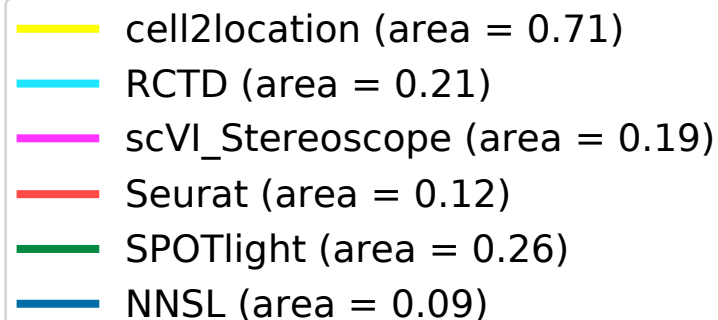 cell2location (area = 0.71)
RCTD (area = 0.21)
scVI_Stereoscope (area = 0.19)
Seurat (area = 0.12)
SPOTlight (area = 0.26)
NNSL (area = 0.09)